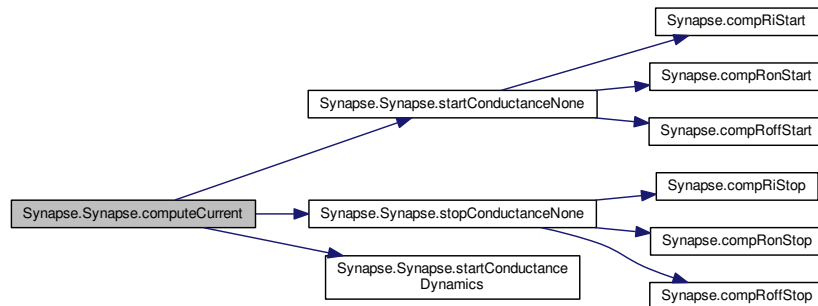 Synapse.compRiStart
Synapse.compRonStart
Synapse.Synapse.startConductanceNone
Synapse.compRoffStart
Synapse.compRiStop
Synapse.Synapse.computeCurrent
Synapse.Synapse.stopConductanceNone
Synapse.compRonStop
Synapse.Synapse.startConductance
Dynamics
Synapse.compRoffStop